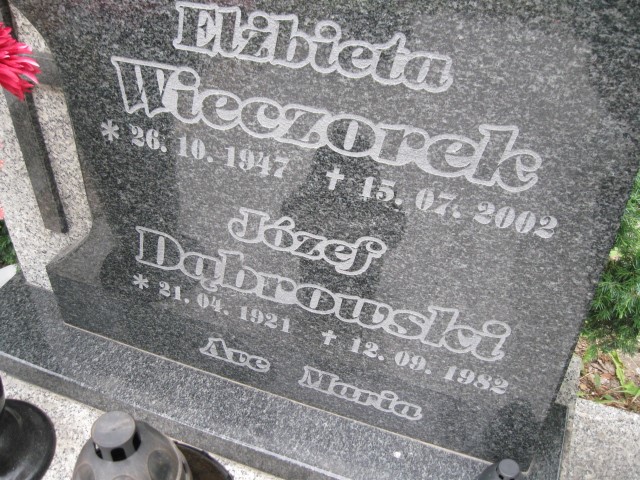 Elżbieta
Wieczorek
* 26. 10. 1947 † 15. 07. 2002
Józef
Dąbrowski
* 21. 04. 1921 † 12. 09. 1982
Ave Maria